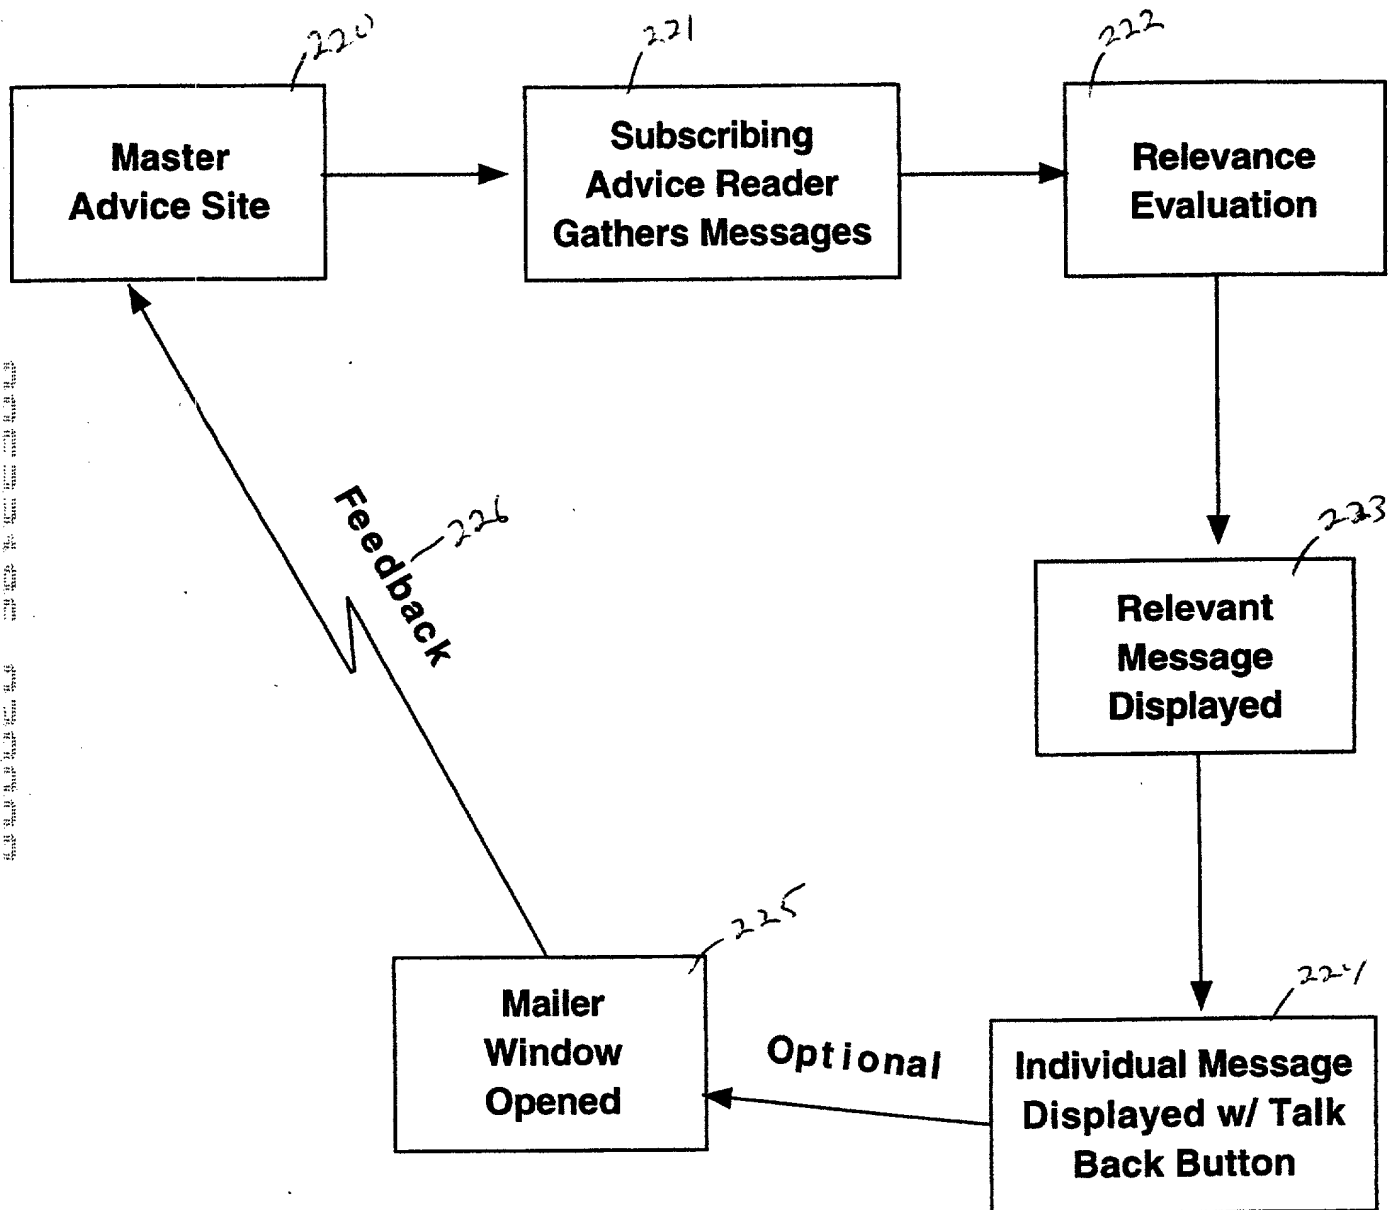 220
221
222
Master
Advice Site
Subscribing
Advice Reader
Gathers Messages
Relevance
Evaluation
Feedback
226
223
Relevant
Message
Displayed
225
224
Mailer
Window
Opened
Optional
Individual Message
Displayed w/ Talk
Back Button